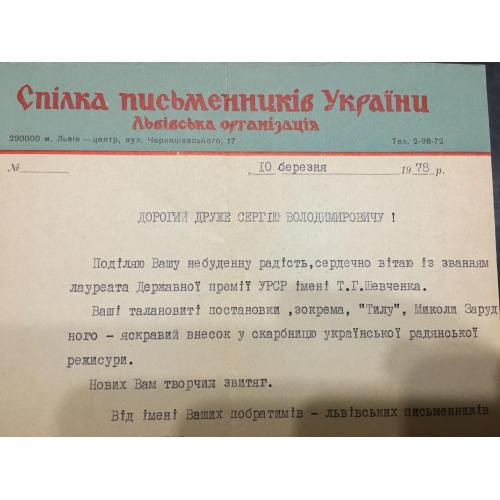 Спілка письменників України
Львівська організація
290000 м. Львів — центр, вул. Чернишевського, 17 Тел. 2-98-72
№ „ 10 березня 1978 р.
ДОРОГИЙ ДРУЖЕ СЕРГІЮ ВОЛОДИМИРОВИЧУ !
Поділяю Вашу небуденну радість,сердечно вітаю із званням
лауреата Державної премії УРСР імені Т.Г.Шевченка.
Ваші талановиті постановки ,зокрема, "Тилу", Миколи Заруд
ного - яскравий внесок у скарбницю української радянської
режисури.
Нових Вам творчих звитяг.
Від імені Ваших побратимів - львівських письменників